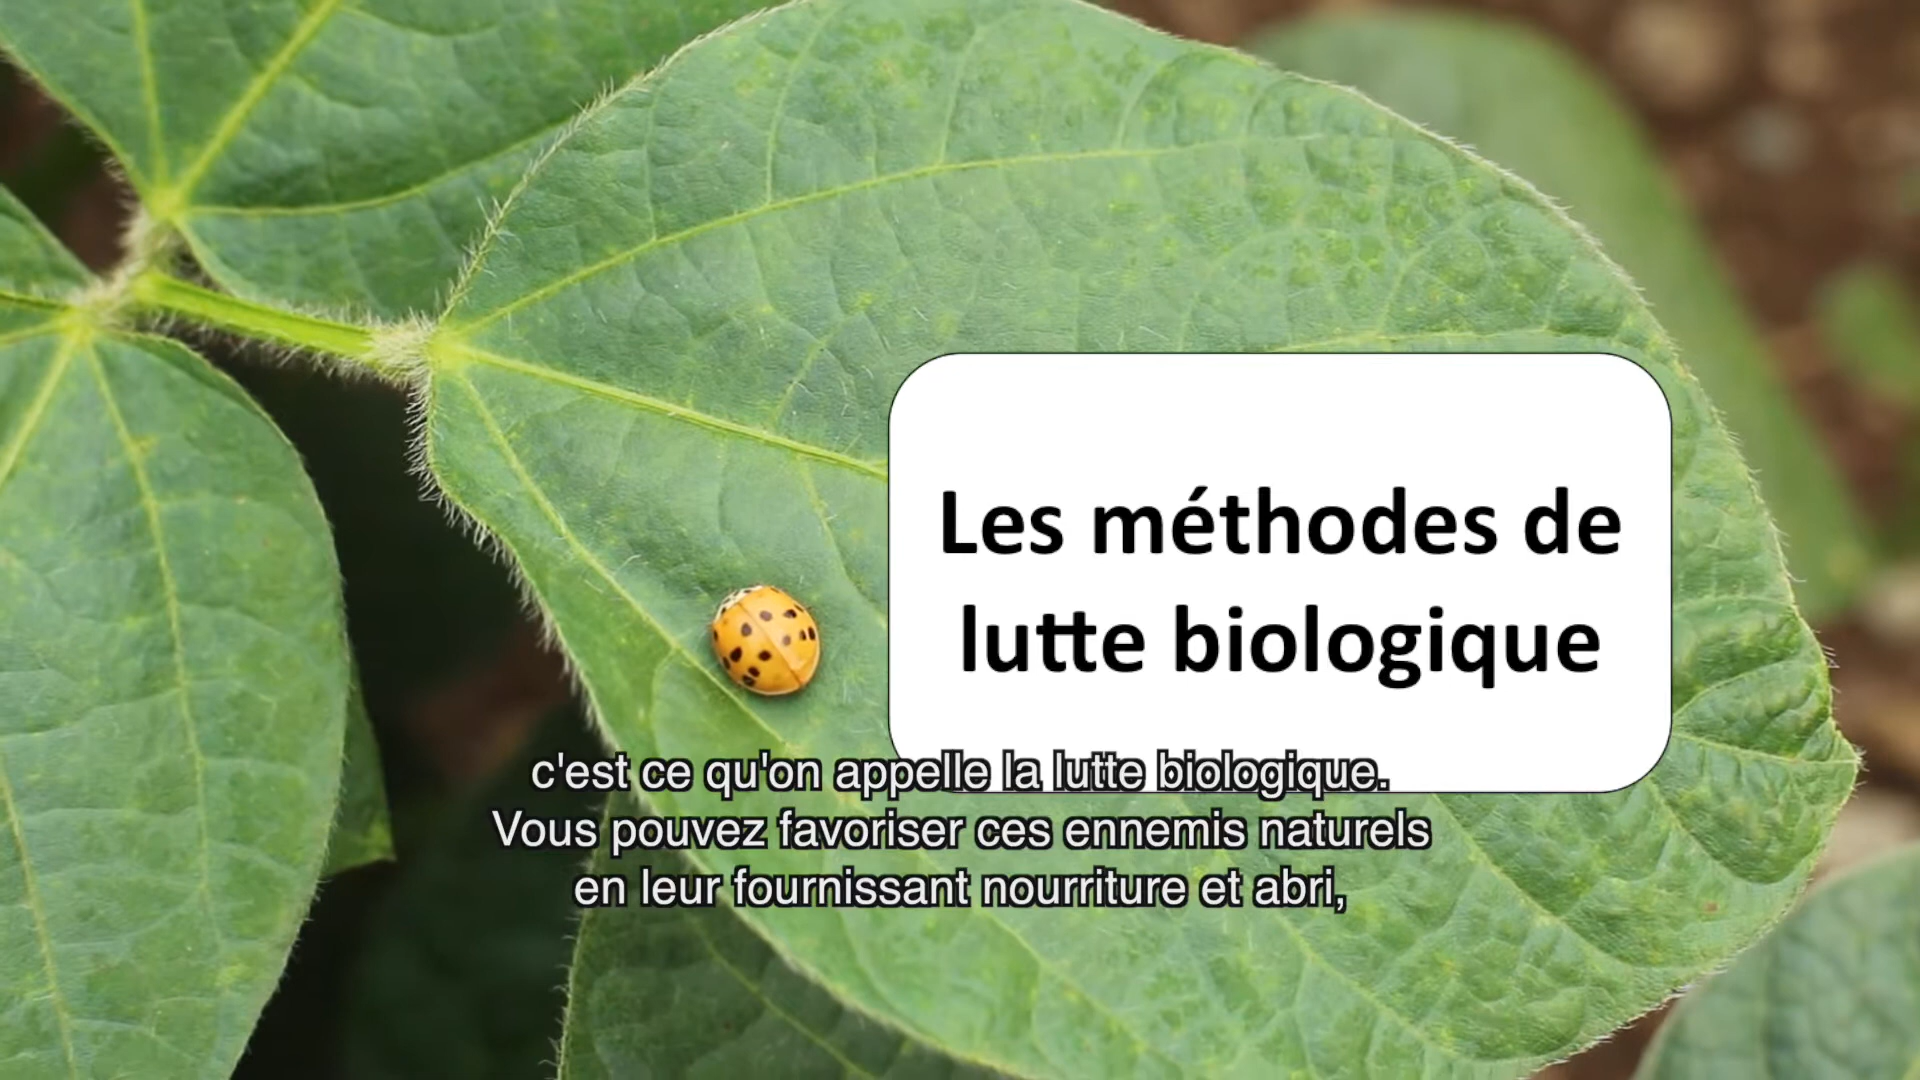 Les méthodes de
lutte biologique
c'est ce qu'on appelle la lutte biologique.
Vous pouvez favoriser ces ennemis naturels
en leur fournissant nourriture et abri,